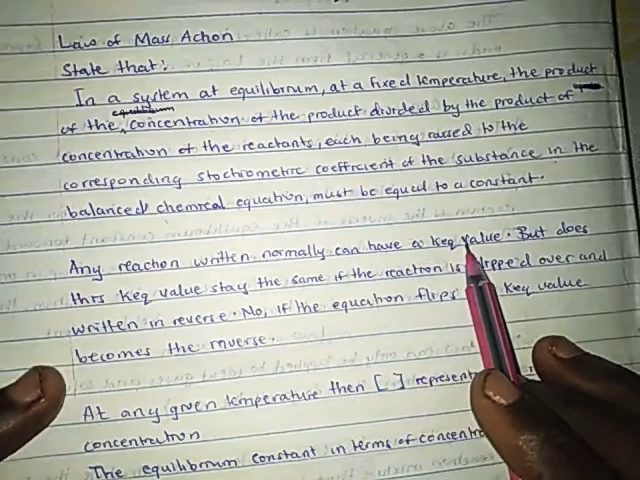 Law of Mass Action
State that:
In a system at equilibrium, at a fixed temperature, the product
of the equilibrium concentration of the product divided by the product of
concentration of the reactants, each being raised to the
corresponding stochrometric coefficient of the substance in the
balanced chemical equation, must be equal to a constant.
Any reaction written normally can have a Keq value. But does
this Keq value stay the same if the reaction is flipped over and
written in reverse. No, if the equation flips Keq value
becomes the inverse.
At any given temperature then [ ] represent
concentration
The equilibrium constant in terms of